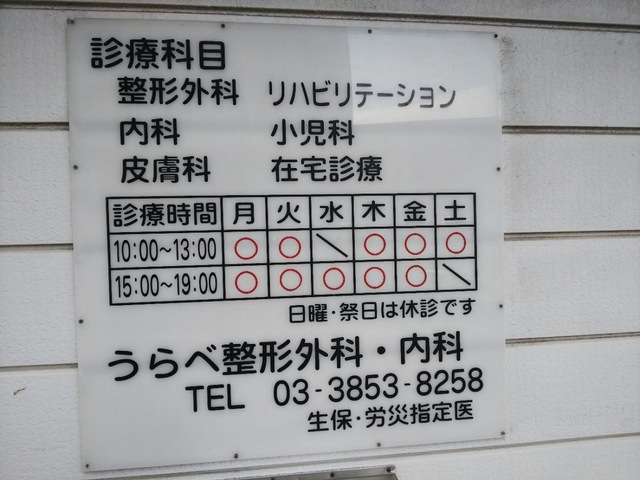 診療科目
整形外科 リハビリテーション
内科 小児科
皮膚科 在宅診療
診療時間 月 火 水 木 金 土
10:00~13:00 ○ ○ ＼ ○ ○ ○
15:00~19:00 ○ ○ ○ ○ ○ ＼
日曜・祭日は休診です
うらべ整形外科・内科
TEL 03-3853-8258
生保・労災指定医